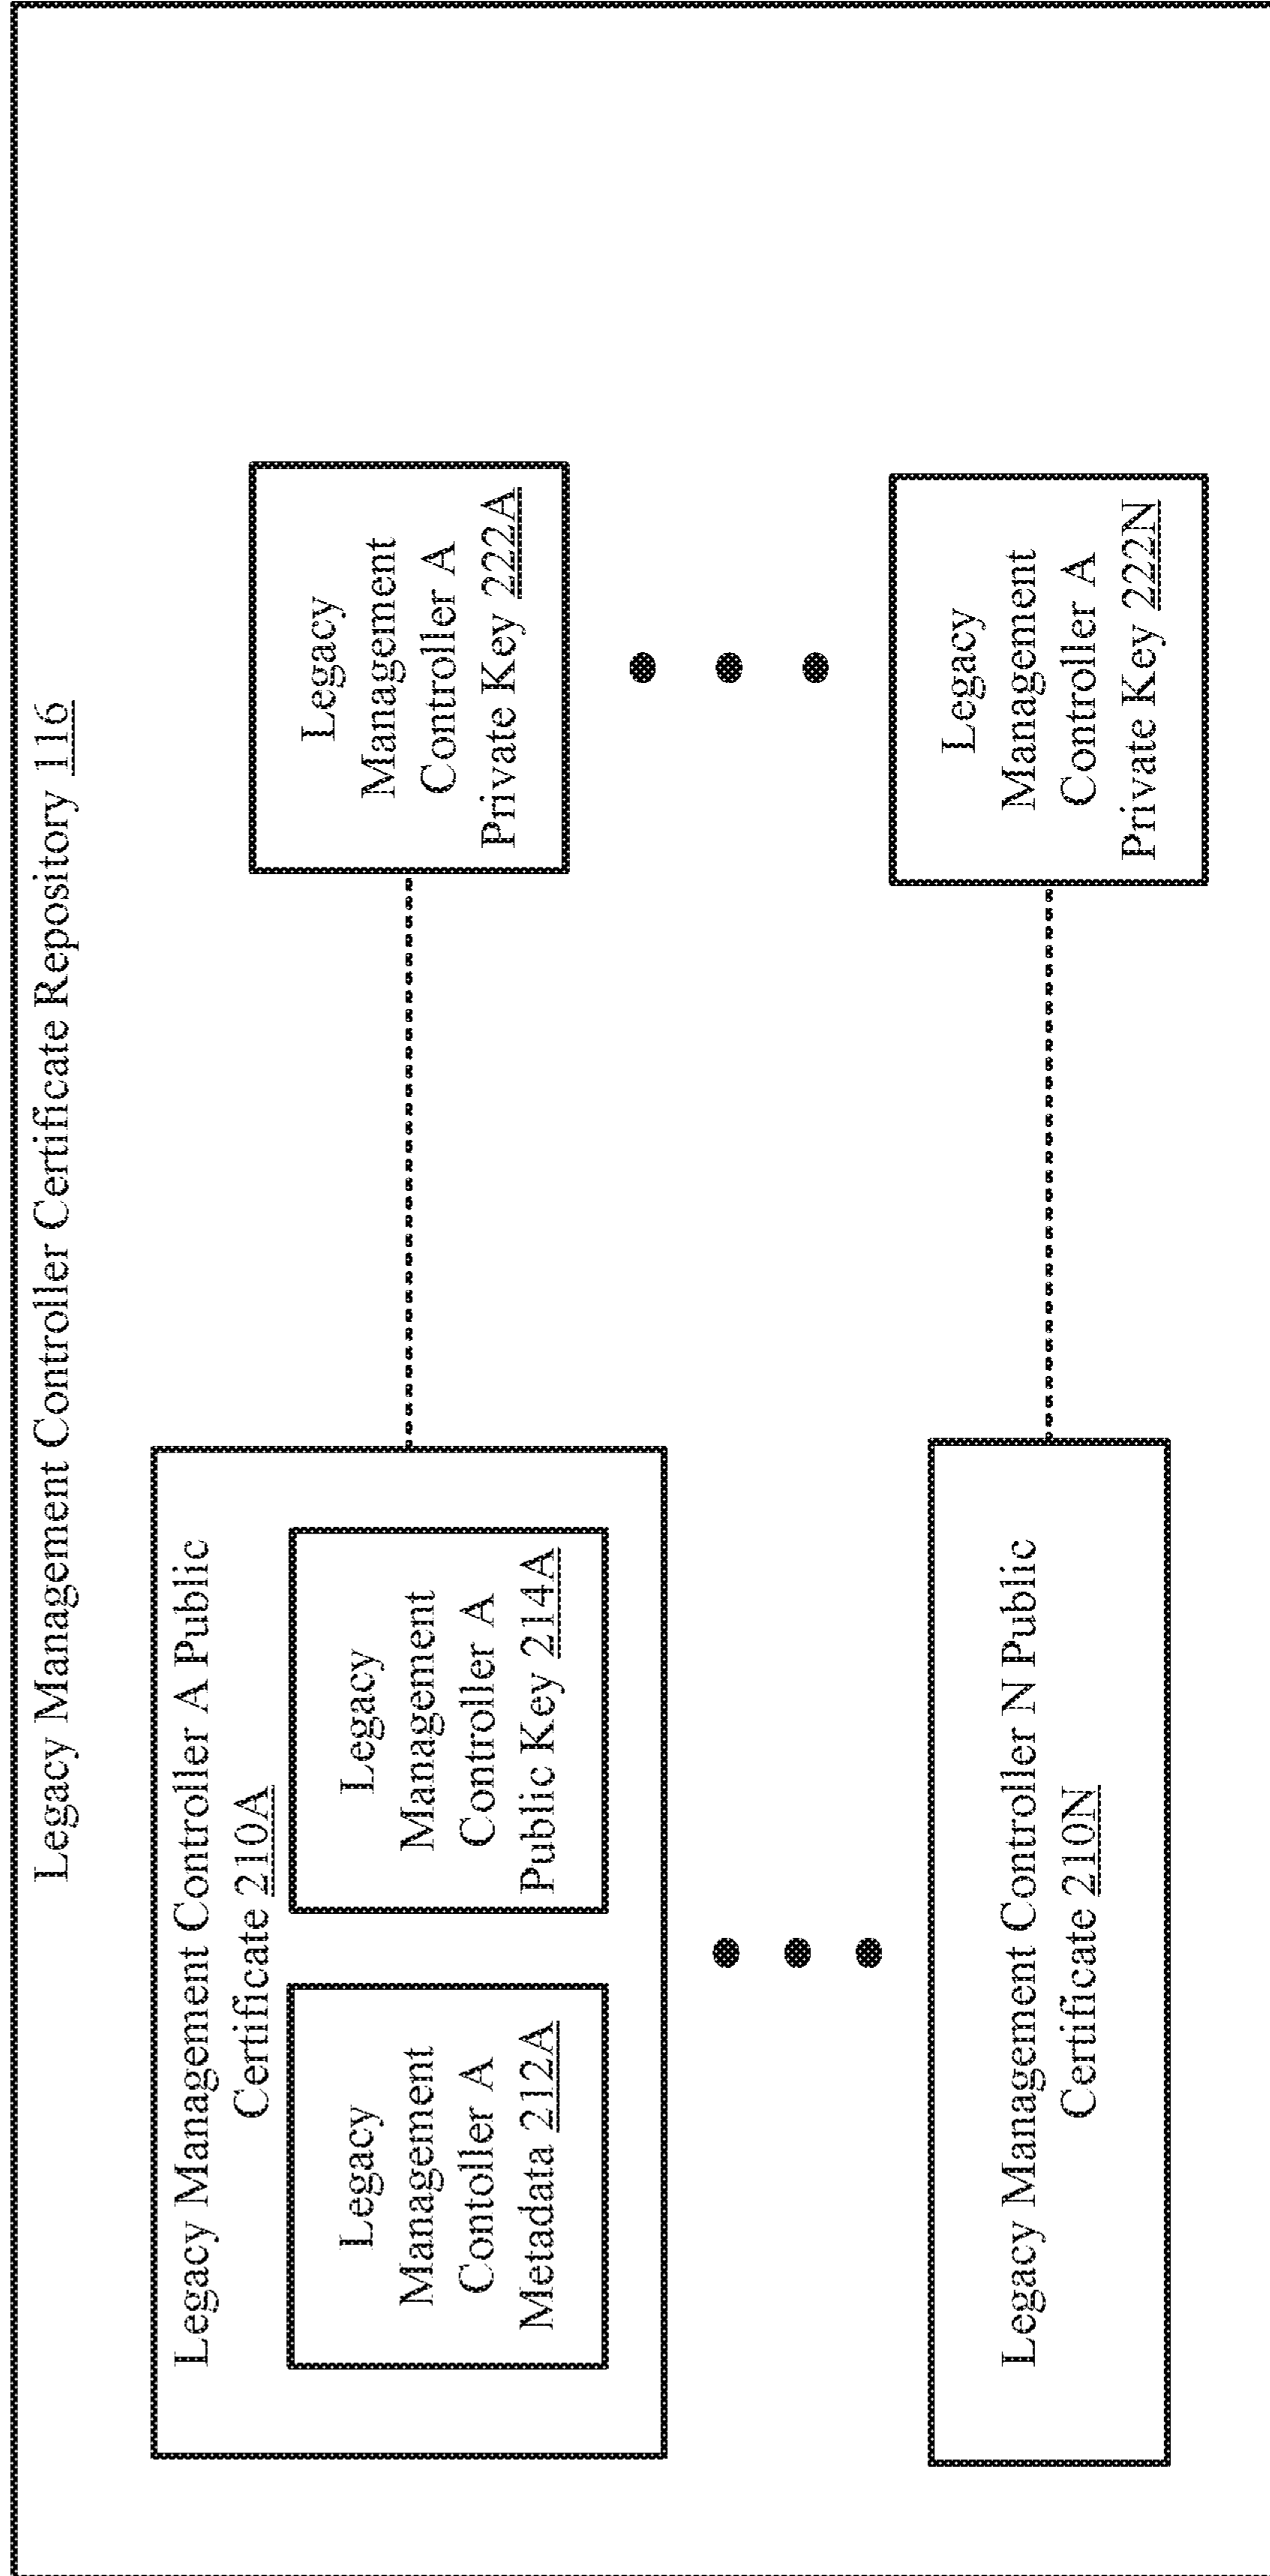 Legacy Management Controller Certificate Repository 116
Legacy Management Controller A Public
Certificate 210A
Legacy
Management
Contoller A
Metadata 212A
Legacy
Management
Controller A
Public Key 214A
Legacy
Management
Controller A
Private Key 222A
Legacy Management Controller N Public
Certificate 210N
Legacy
Management
Controller A
Private Key 222N